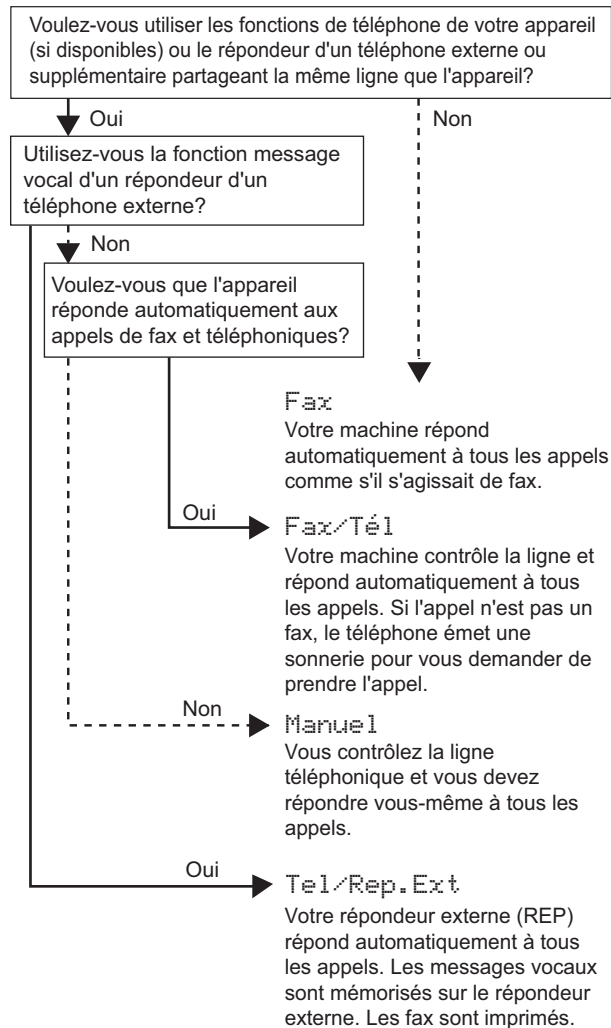 Voulez-vous utiliser les fonctions de téléphone de votre appareil
(si disponibles) ou le répondeur d'un téléphone externe ou
supplémentaire partageant la même ligne que l'appareil?
Oui
Non
Utilisez-vous la fonction message
vocal d'un répondeur d'un
téléphone externe?
Non
Voulez-vous que l'appareil
réponde automatiquement aux
appels de fax et téléphoniques?
Fax
Votre machine répond
automatiquement à tous les appels
comme s'il s'agissait de fax.
Oui
Fax/Tél
Votre machine contrôle la ligne et
répond automatiquement à tous
les appels. Si l'appel n'est pas un
fax, le téléphone émet une
sonnerie pour vous demander de
prendre l'appel.
Non
Manuel
Vous contrôlez la ligne
téléphonique et vous devez
répondre vous-même à tous les
appels.
Oui
Tel/Rep.Ext
Votre répondeur externe (REP)
répond automatiquement à tous
les appels. Les messages vocaux
sont mémorisés sur le répondeur
externe. Les fax sont imprimés.